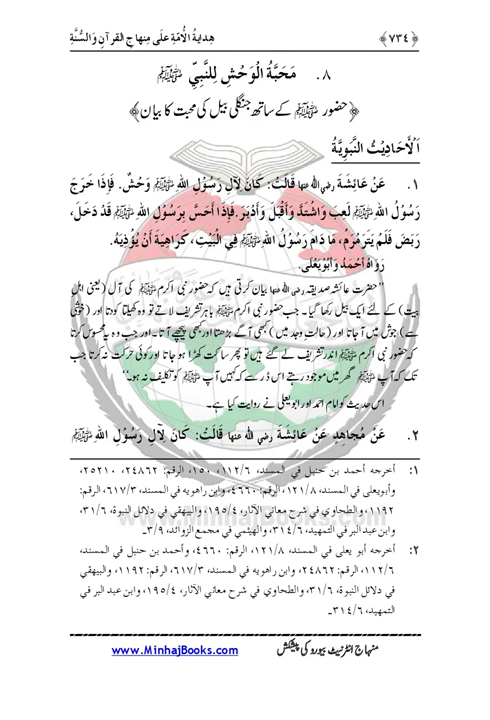 ﴿٧٣٤﴾ هِدايةُ الأُمّةِ علَى مِنهاجِ القرآنِ والسُّنَّةِ
٨. مَحَبَّةُ الْوَحْشِ لِلنَّبِيِّ ﷺ
﴿حضور ﷺ کے ساتھ جنگلی بیل کی محبت کا بیان﴾
اَلْأَحَادِيْثُ النَّبَوِيَّةُ
١. عَنْ عَائِشَةَ رضی الله عنها قَالَتْ: كَانَ لِآلِ رَسُوْلِ اللهِ ﷺ وَحْشٌ. فَإِذَا خَرَجَ
رَسُوْلُ اللهِ ﷺ لَعِبَ وَاشْتَدَّ وَأَقْبَلَ وَأَدْبَرَ. فَإِذَا أَحَسَّ بِرَسُوْلِ اللهِ ﷺ قَدْ دَخَلَ،
رَبَضَ فَلَمْ يَتَرَمْرَمْ، مَا دَامَ رَسُوْلُ اللهِ ﷺ فِي الْبَيْتِ، كَرَاهِيَةَ أَنْ يُؤْذِيَهُ.
رَوَاهُ أَحْمَدُ وَأَبُوْيَعْلَى.
’’حضرت عائشہ صدیقہ رضی الله عنها بیان کرتی ہیں کہ حضور نبی اکرم ﷺ کی آل (یعنی اہلِ
بیت) کے لئے ایک بیل رکھا گیا۔ جب حضور نبی اکرم ﷺ باہر تشریف لاتے تو وہ کھیلتا کودتا اور (خوشی
سے) جوش میں آ جاتا اور (حالتِ وجد میں) کبھی آگے بڑھتا اور کبھی پیچھے آتا۔ اور جب وہ یہ محسوس کرتا
کہ حضور نبی اکرم ﷺ اندر تشریف لے گئے ہیں تو پھر ساکت کھڑا ہو جاتا اور کوئی حرکت نہ کرتا جب
تک کہ آپ ﷺ گھر میں موجود رہتے اس ڈر سے کہ کہیں آپ ﷺ کو تکلیف نہ ہو۔‘‘
اس حدیث کو امام احمد اور ابو یعلی نے روایت کیا ہے۔
٢. عَنْ مُجَاهِدٍ عَنْ عَائِشَةَ رضی الله عنها قَالَتْ: كَانَ لِآلِ رَسُوْلِ اللهِ ﷺ
١: أخرجه أحمد بن حنبل في المسند، ٦/١١٢، ١٥٠، الرقم: ٢٤٨٦٢، ٢٥٢١٠،
وأبويعلى في المسند، ٨/١٢١، الرقم: ٤٦٦٠، وابن راهويه في المسند، ٣/٦١٧، الرقم:
١١٩٢، والطحاوي في شرح معاني الآثار، ٤/١٩٥، والبيهقي في دلائل النبوة، ٦/٣١،
وابن عبد البر في التمهيد، ٦/٣١٤، والهيثمي في مجمع الزوائد، ٩/٣۔
٢: أخرجه أبو يعلى في المسند، ٨/١٢١، الرقم: ٤٦٦٠، وأحمد بن حنبل في المسند،
٦/١١٢، الرقم: ٢٤٨٦٢، وابن راهويه في المسند، ٣/٦١٧، الرقم: ١١٩٢، والبيهقي
في دلائل النبوة، ٦/٣١، والطحاوي في شرح معاني الآثار، ٤/١٩٥، وابن عبد البر في
التمهيد، ٦/٣١٤۔
www.MinhajBooks.com
منہاج انٹرنیٹ بیورو کی پیشکش
www.MinhajBooks.com